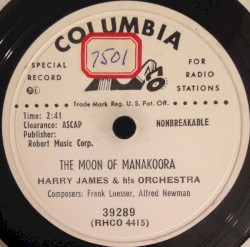 COLUMBIA
SPECIAL RECORD
7501
FOR RADIO STATIONS
Trade Mark Reg. U. S. Pat. Off.
Time: 2:41
Clearance: ASCAP
Publisher:
Robert Music Corp.
NONBREAKABLE
THE MOON OF MANAKOORA
HARRY JAMES & his ORCHESTRA
Composers: Frank Loesser, Alfred Newman
39289
(RHCO 4415)